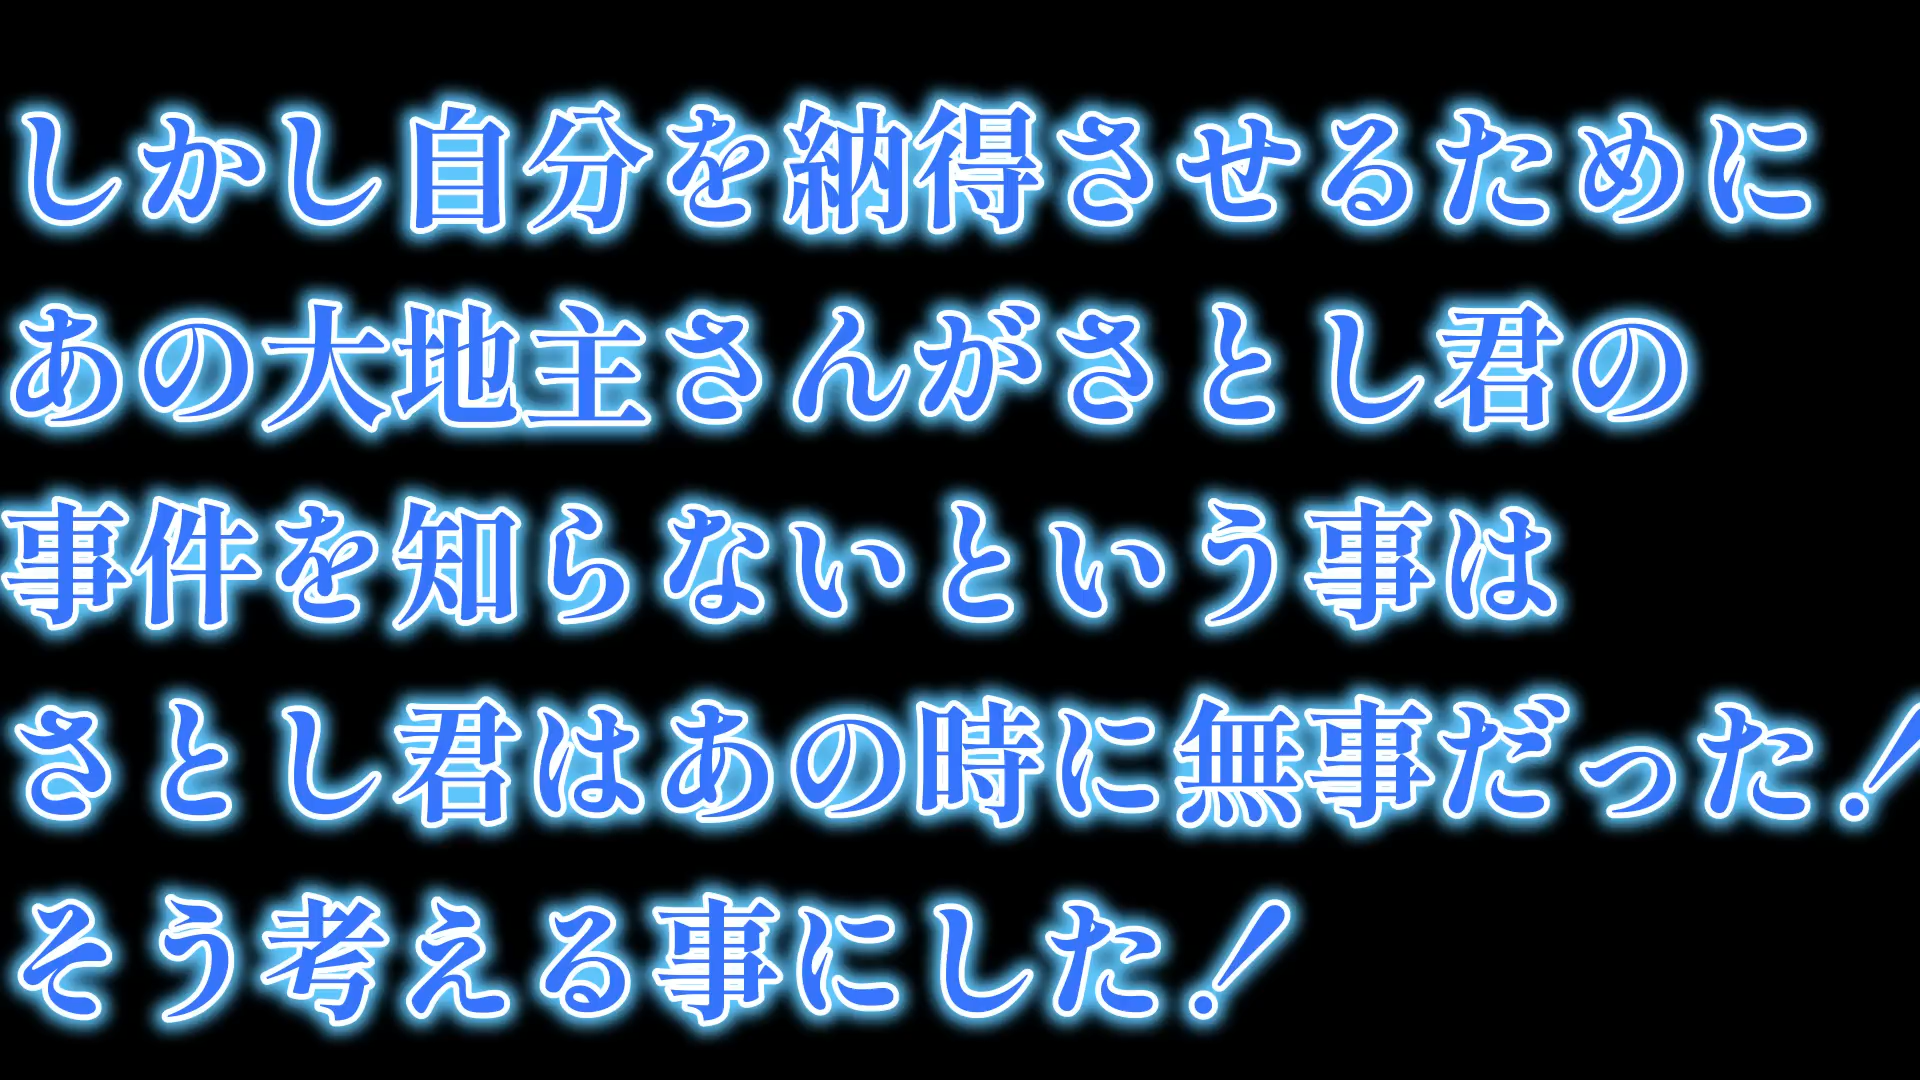 しかし自分を納得させるために
あの大地主さんがさとし君の
事件を知らないという事は
さとし君はあの時に無事だった！
そう考える事にした！